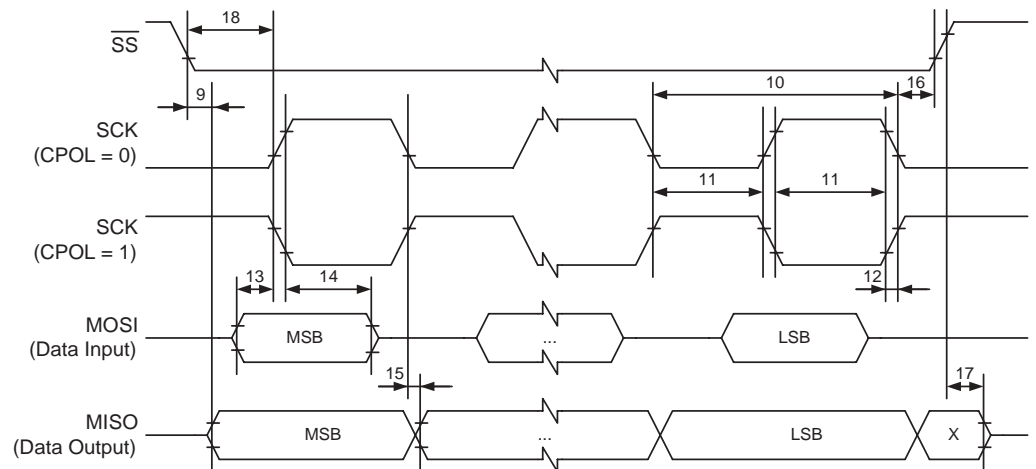 18
SS
10
16
9
SCK
(CPOL = 0)
11
11
SCK
(CPOL = 1)
13
14
12
MOSI
(Data Input)
MSB
...
LSB
15
17
MISO
(Data Output)
MSB
...
LSB
X